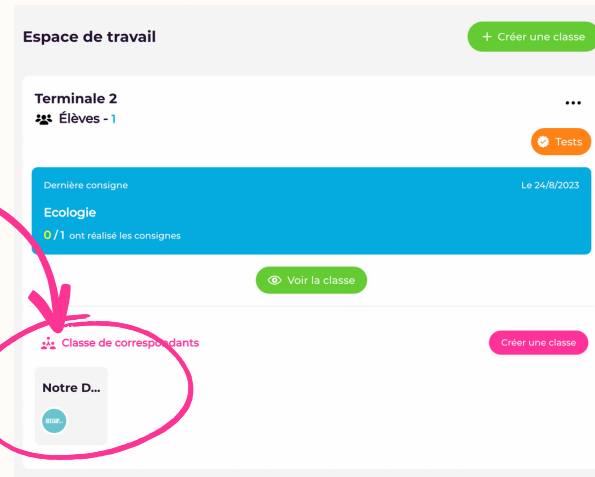 Espace de travail
+ Créer une classe
Terminale 2
Élèves - 1
Tests
Dernière consigne
Le 24/8/2023
Ecologie
0/1 ont réalisé les consignes
Voir la classe
Classe de correspondants
Créer une classe
Notre D...